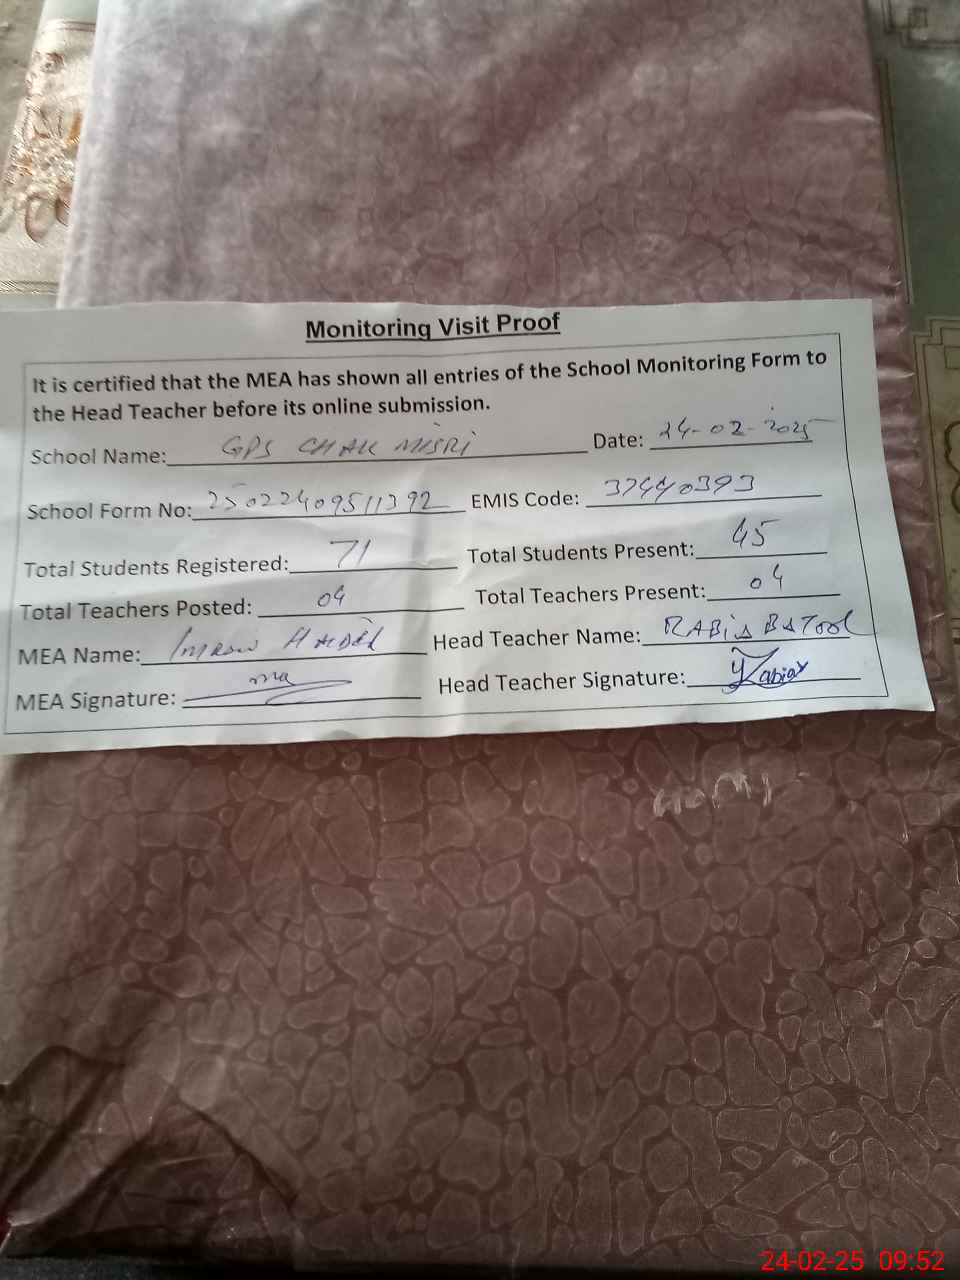 Monitoring Visit Proof
It is certified that the MEA has shown all entries of the School Monitoring Form to
the Head Teacher before its online submission.
School Name: GPS CHAK MISRI Date: 24-02-2025
School Form No: 25022409511392 EMIS Code: 37440393
Total Students Registered: 71 Total Students Present: 45
Total Teachers Posted: 04 Total Teachers Present: 04
MEA Name: IMRAN HAIDER Head Teacher Name: RABIA BATOOL
MEA Signature: Head Teacher Signature: Rabia
24-02-25 09:52